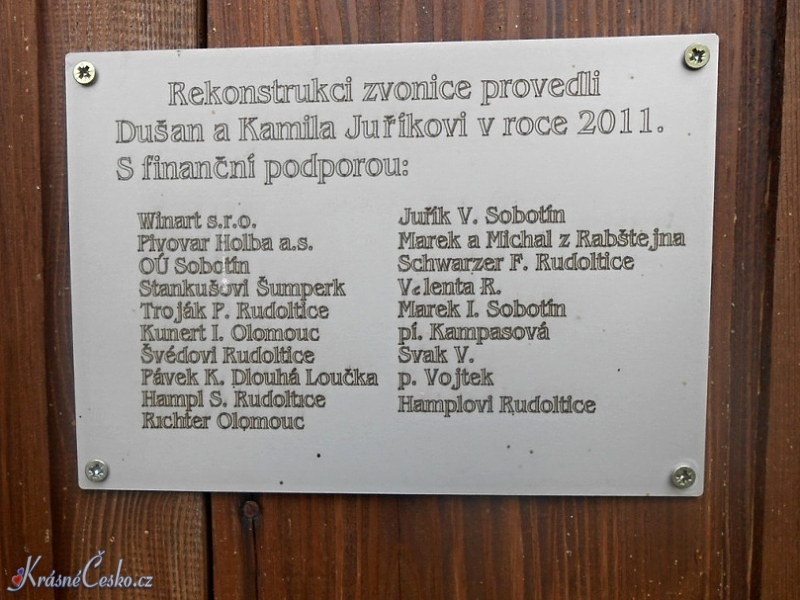 Rekonstrukci zvonice provedli
Dušan a Kamila Juříkovi v roce 2011.
S finanční podporou:
Winart s.r.o.
Pivovar Holba a.s.
OÚ Sobotín
Stankušovi Šumperk
Troják P. Rudoltice
Kunert I. Olomouc
Švédovi Rudoltice
Pávek K. Dlouhá Loučka
Hampl S. Rudoltice
Richter Olomouc
Juřík V. Sobotín
Marek a Michal z Rabštejna
Schwarzer F. Rudoltice
Valenta R.
Marek I. Sobotín
pí. Kampasová
Svak V.
p. Vojtek
Hamplovi Rudoltice
KrásnéČesko.cz